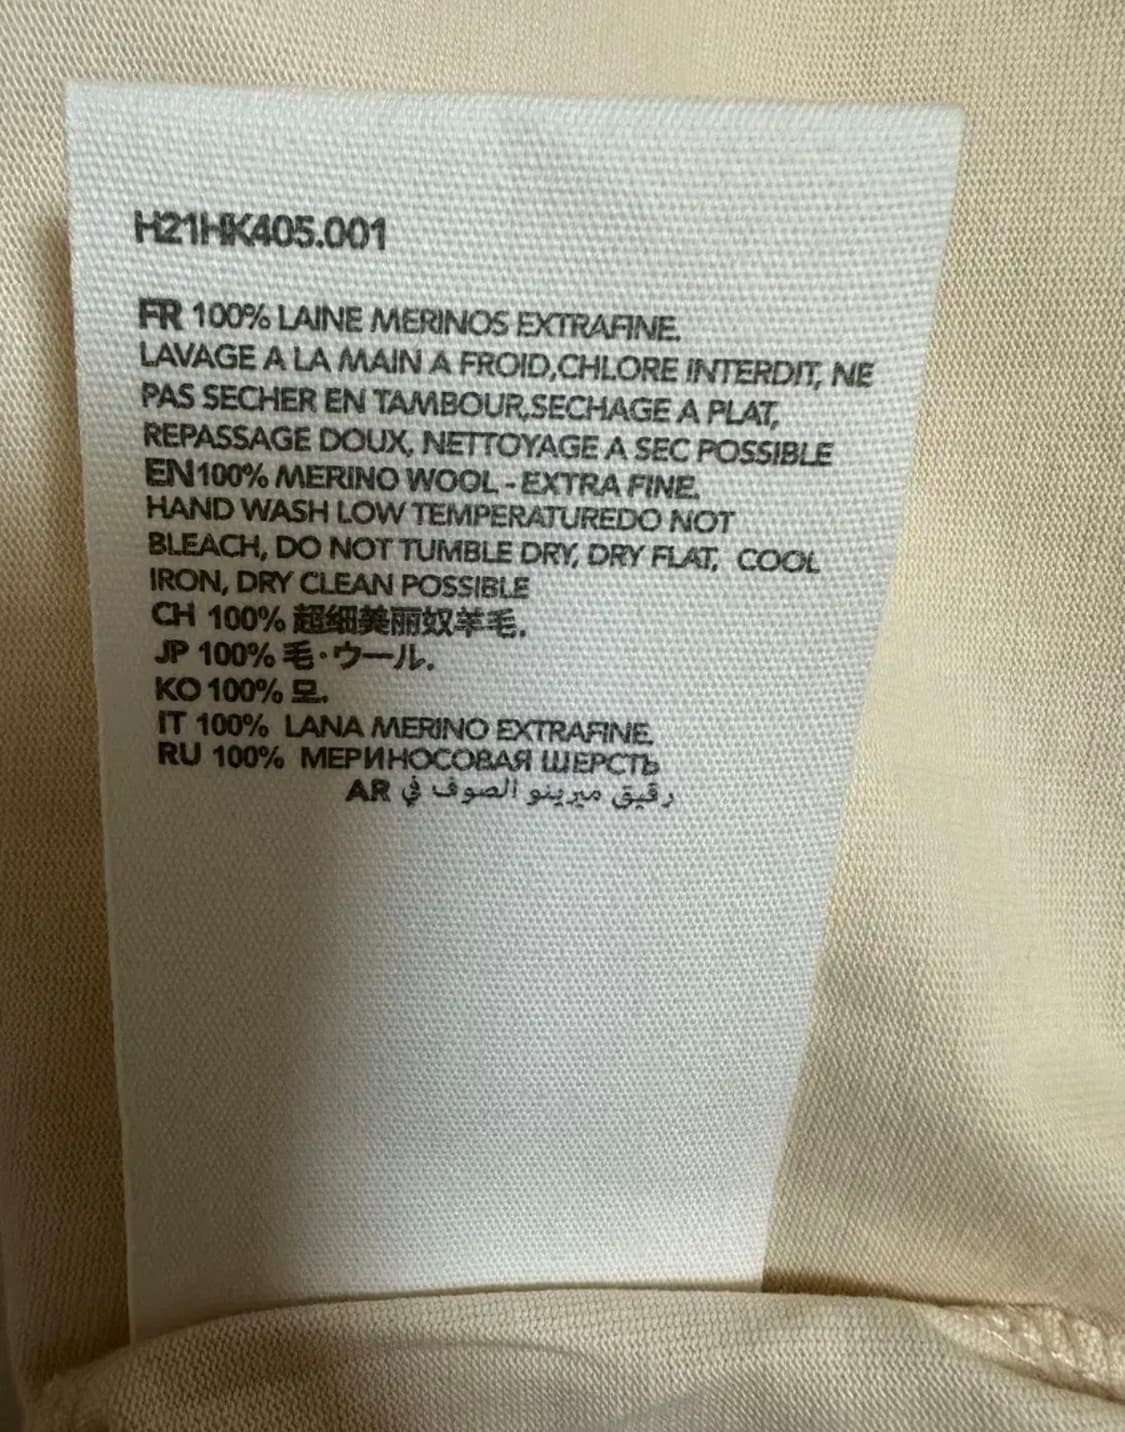 H21HK405.001
FR 100% LAINE MERINOS EXTRAFINE.
LAVAGE A LA MAIN A FROID,CHLORE INTERDIT, NE
PAS SECHER EN TAMBOUR,SECHAGE A PLAT,
REPASSAGE DOUX, NETTOYAGE A SEC POSSIBLE
EN100% MERINO WOOL - EXTRA FINE.
HAND WASH LOW TEMPERATUREDO NOT
BLEACH, DO NOT TUMBLE DRY, DRY FLAT, COOL
IRON, DRY CLEAN POSSIBLE
CH 100% 超细美丽奴羊毛.
JP 100% 毛·ウール.
KO 100% 모.
IT 100% LANA MERINO EXTRAFINE.
RU 100% МЕРИНОСОВАЯ ШЕРСТЬ
AR رقيق ميرينو الصوف في